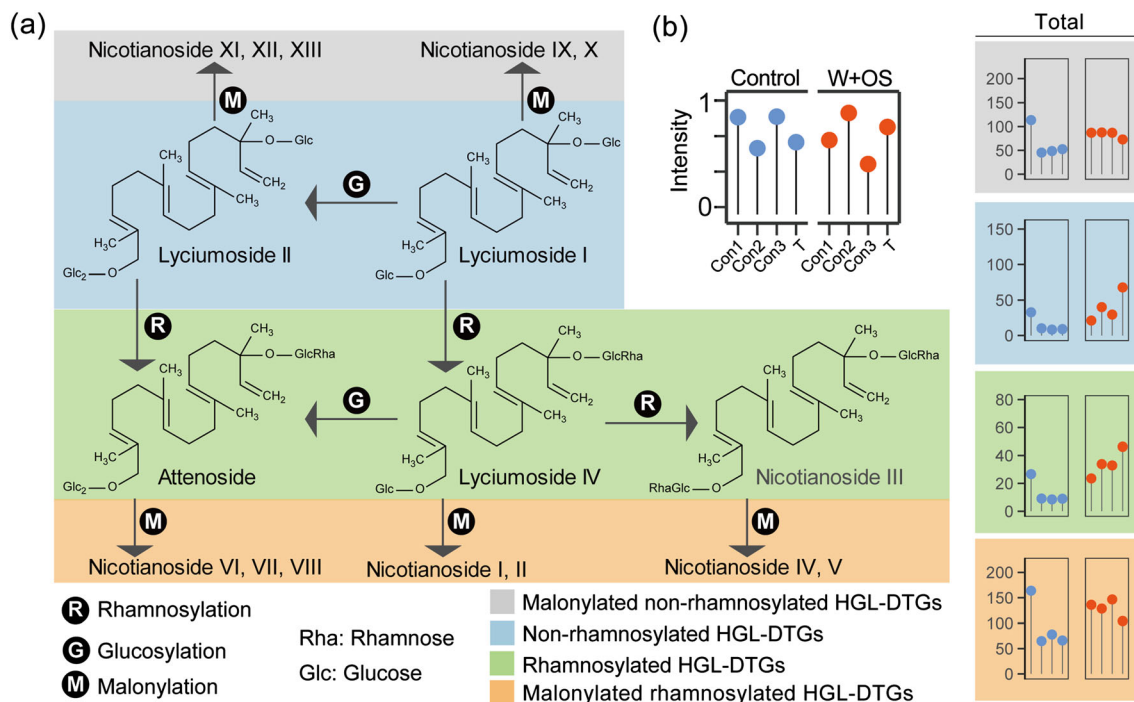 (a)
Nicotianoside XI, XII, XIII
Nicotianoside IX, X
M
M
CH₃
O
Glc
CH₂
CH₃
CH₃
H₃C
Glc₂
O
Lyciumoside II
G
CH₃
O
Glc
CH₂
CH₃
CH₃
H₃C
Glc
O
Lyciumoside I
R
R
CH₃
O
GlcRha
CH₂
CH₃
CH₃
H₃C
Glc₂
O
Attenoside
G
CH₃
O
GlcRha
CH₂
CH₃
CH₃
H₃C
Glc
O
Lyciumoside IV
R
CH₃
O
GlcRha
CH₂
CH₃
CH₃
H₃C
RhaGlc
O
Nicotianoside III
M
M
M
Nicotianoside VI, VII, VIII
Nicotianoside I, II
Nicotianoside IV, V
R Rhamnosylation
G Glucosylation
M Malonylation
Rha: Rhamnose
Glc: Glucose
Malonylated non-rhamnosylated HGL-DTGs
Non-rhamnosylated HGL-DTGs
Rhamnosylated HGL-DTGs
Malonylated rhamnosylated HGL-DTGs
(b)
Control W+OS
Intensity
1
0
Con1 Con2 Con3 T Con1 Con2 Con3 T
Total
200
150
100
50
0
150
100
50
0
80
60
40
20
0
200
150
100
50
0